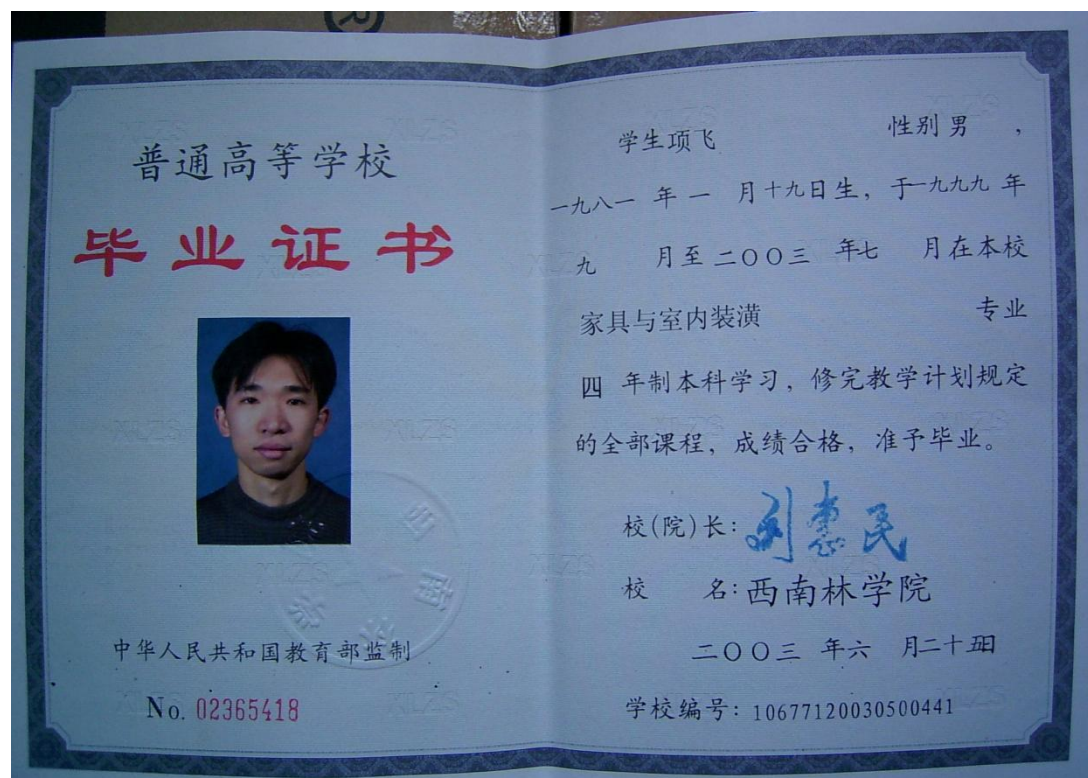 普通高等学校
毕业证书
中华人民共和国教育部监制
No. 02365418
学生项飞 性别 男 ，
一九八一 年 一 月十九日生，于一九九九 年
九 月至 二〇〇三 年七 月在本校
家具与室内装潢 专业
四 年制本科学习，修完教学计划规定
的全部课程，成绩合格，准予毕业。
校(院)长：刘惠民
校 名：西南林学院
二〇〇三 年六 月二十五日
学校编号：106771200305004​41